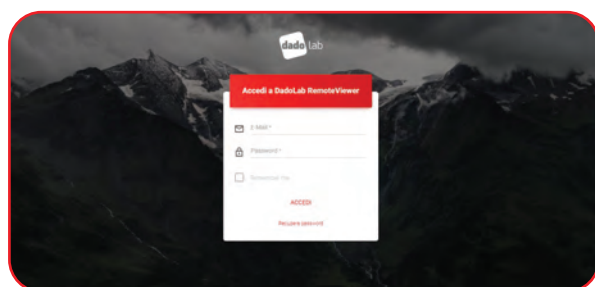 dado lab
Accedi a DadoLab RemoteViewer
E-Mail *
Password *
Remember me
ACCEDI
Recupera password